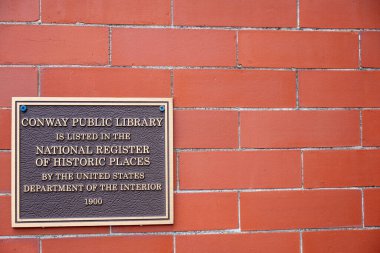 CONWAY PUBLIC LIBRARY
IS LISTED IN THE
NATIONAL REGISTER
OF HISTORIC PLACES
BY THE UNITED STATES
DEPARTMENT OF THE INTERIOR
1900